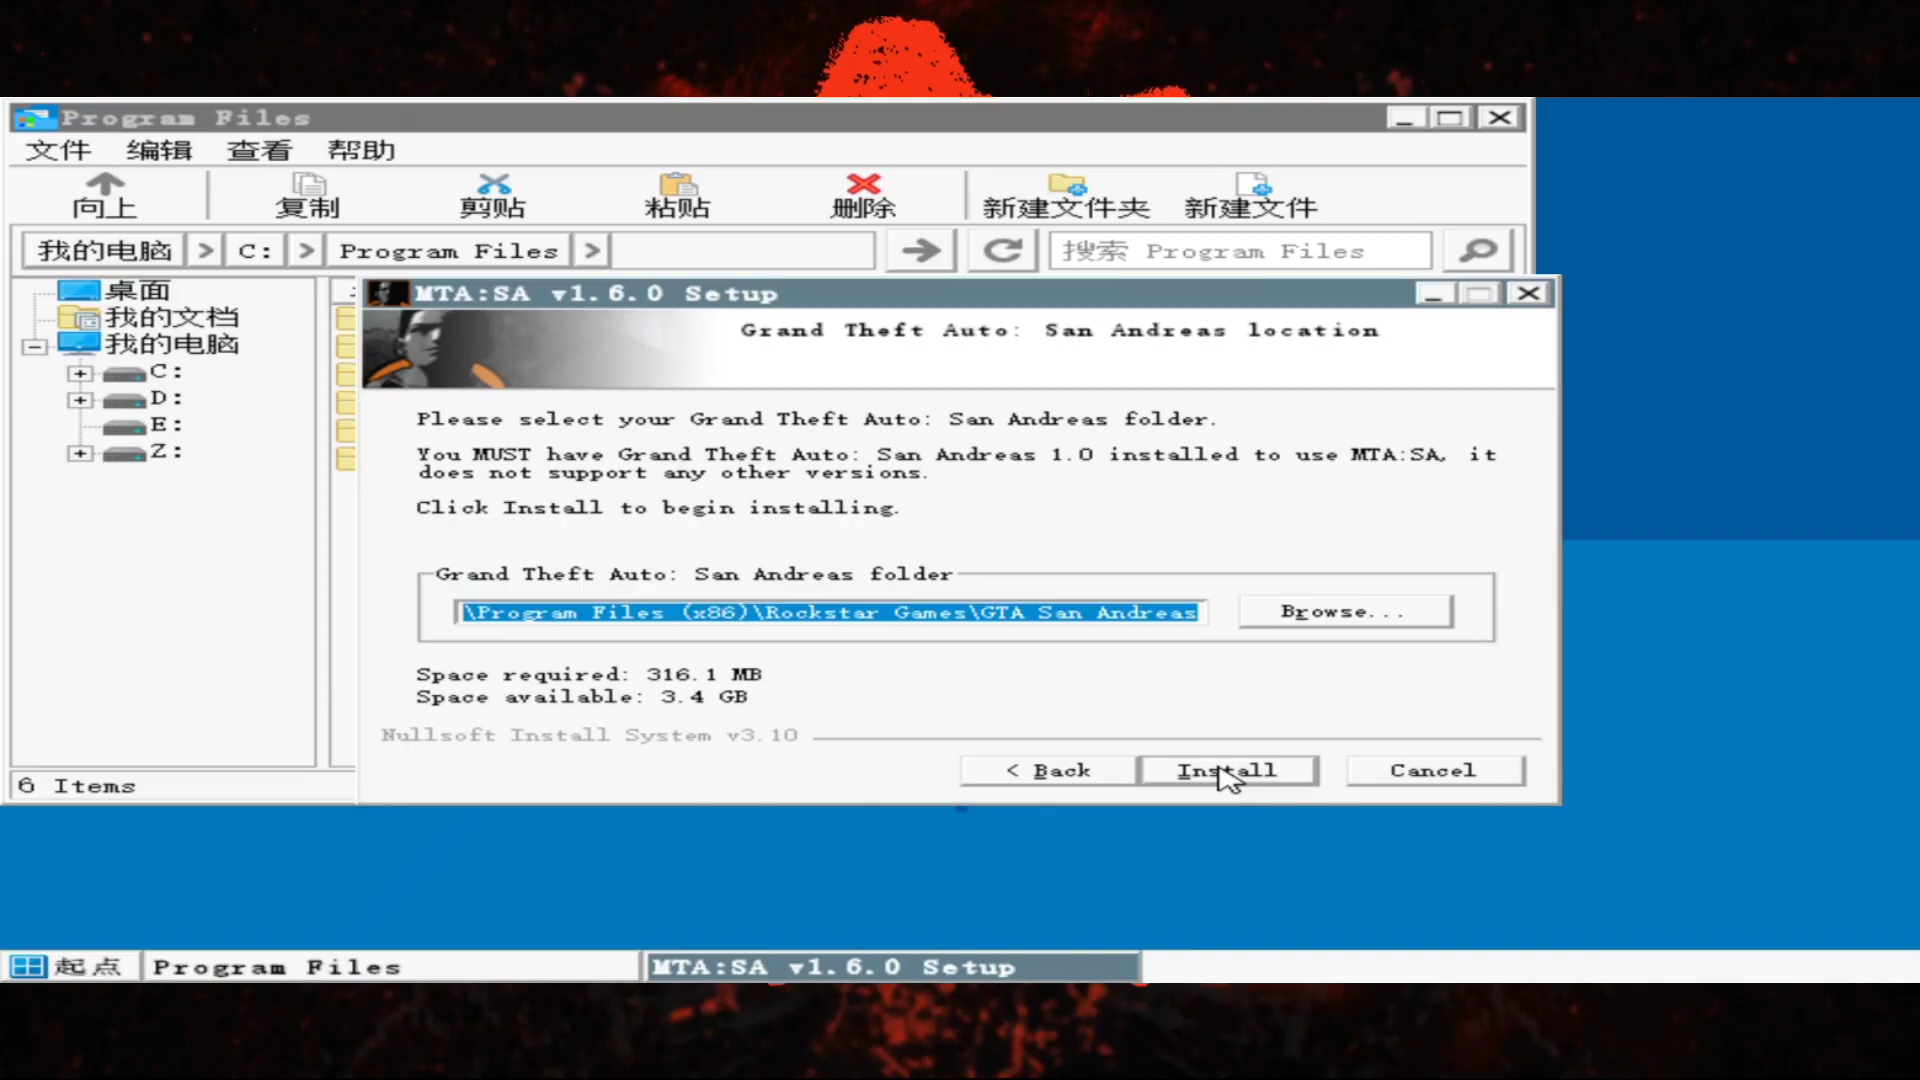 Program Files
文件 编辑 查看 帮助
向上 复制 剪贴 粘贴 删除 新建文件夹 新建文件
我的电脑 > C: > Program Files > 搜索 Program Files
桌面
我的文档
我的电脑
C:
D:
E:
Z:
6 Items
MTA:SA v1.6.0 Setup
Grand Theft Auto: San Andreas location
Please select your Grand Theft Auto: San Andreas folder.
You MUST have Grand Theft Auto: San Andreas 1.0 installed to use MTA:SA, it
does not support any other versions.
Click Install to begin installing.
Grand Theft Auto: San Andreas folder
\Program Files (x86)\Rockstar Games\GTA San Andreas
Browse...
Space required: 316.1 MB
Space available: 3.4 GB
Nullsoft Install System v3.10
< Back Install Cancel
起点 Program Files MTA:SA v1.6.0 Setup